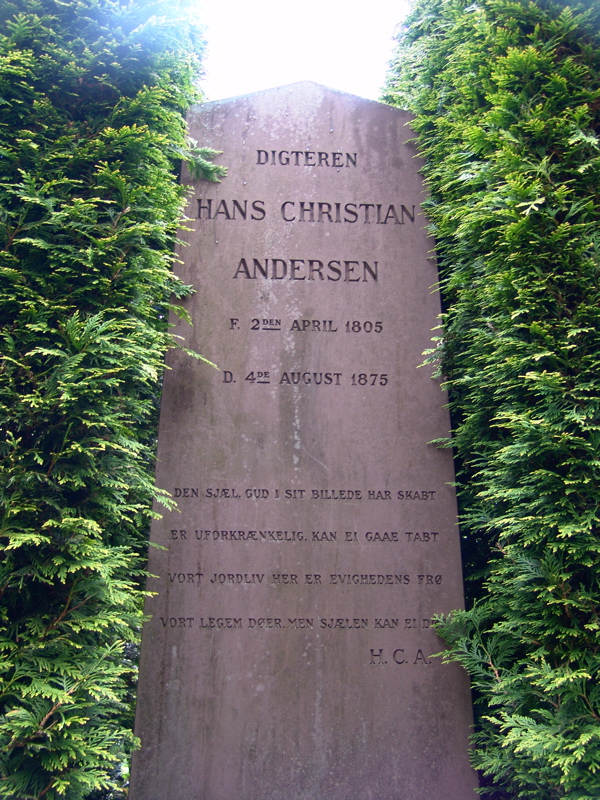 DIGTEREN
HANS CHRISTIAN
ANDERSEN
F. 2DEN APRIL 1805
D. 4DE AUGUST 1875
DEN SJÆL, GUD I SIT BILLEDE HAR SKABT
ER UFORKRÆNKELIG, KAN EI GAAE TABT
VORT JORDLIV HER ER EVIGHEDENS FRØ
VORT LEGEM DØER, MEN SJÆLEN KAN EI
H. C. A.